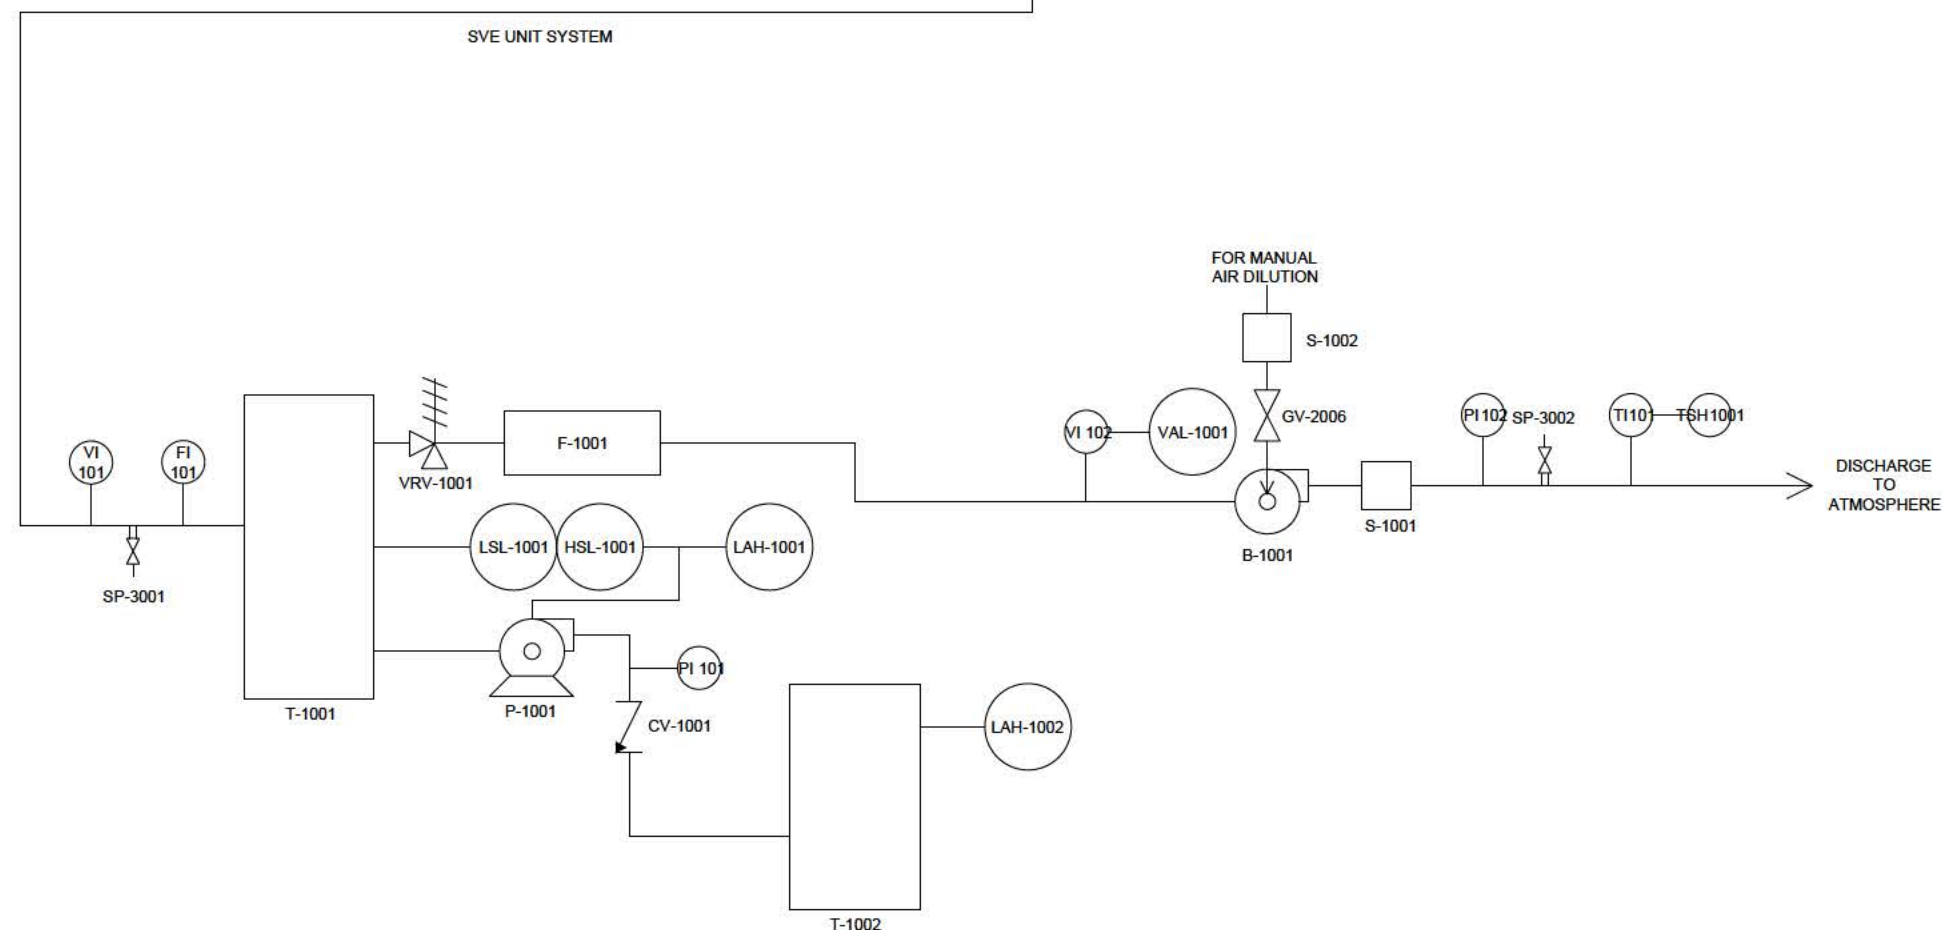 SVE UNIT SYSTEM
FOR MANUAL
AIR DILUTION
S-1002
GV-2006
VI 102
VAL-1001
PI 102
SP-3002
TI101
TSH1001
VI
101
FI
101
F-1001
VRV-1001
DISCHARGE
TO
ATMOSPHERE
S-1001
B-1001
LSL-1001
HSL-1001
LAH-1001
SP-3001
PI 101
T-1001
P-1001
CV-1001
LAH-1002
T-1002